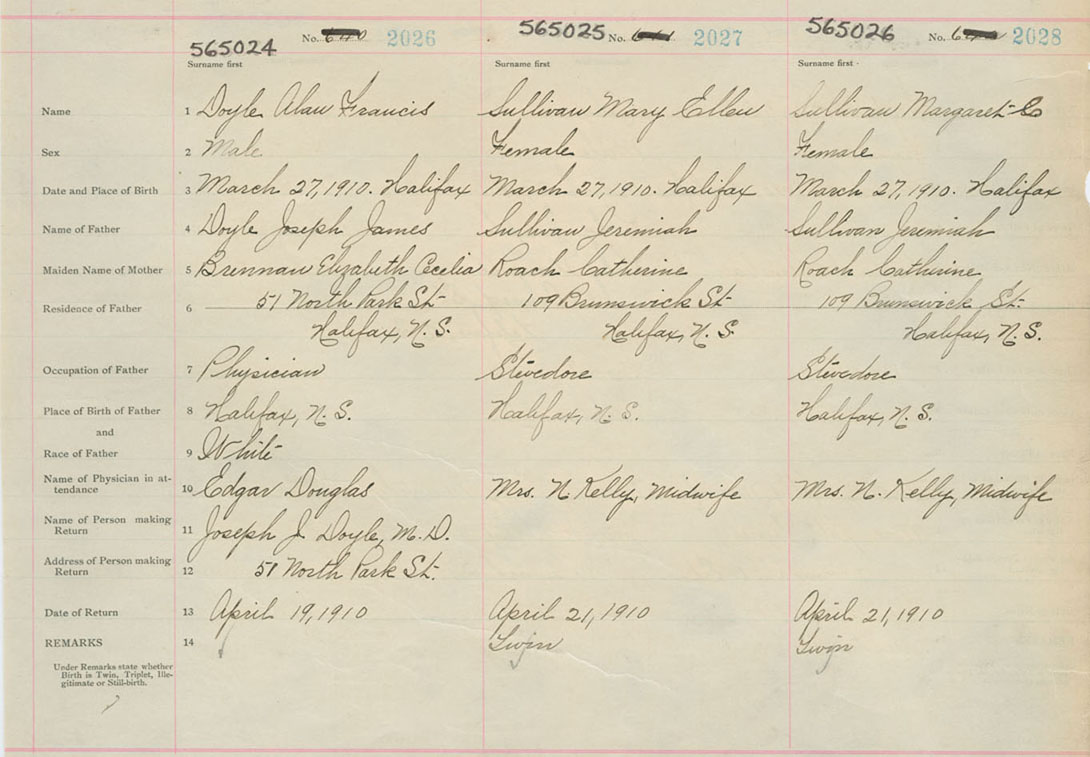 565024 No. 2026 565025 No. 2027 565026 No. 2028
Surname first Surname first Surname first
Name 1 Doyle Alan Francis Sullivan Mary Ellen Sullivan Margaret C
Sex 2 Male Female Female
Date and Place of Birth 3 March 27, 1910. Halifax March 27, 1910. Halifax March 27, 1910. Halifax
Name of Father 4 Doyle Joseph James Sullivan Jeremiah Sullivan Jeremiah
Maiden Name of Mother 5 Brennan Elizabeth Cecelia Roach Catherine Roach Catherine
Residence of Father 6 51 North Park St. 109 Brunswick St 109 Brunswick St.
Halifax, N. S. Halifax, N. S. Halifax, N. S.
Occupation of Father 7 Physician Stevedore Stevedore
Place of Birth of Father 8 Halifax, N. S. Halifax, N. S. Halifax, N. S.
and
Race of Father 9 White
Name of Physician in at-
tendance 10 Edgar Douglas Mrs. N. Kelly, Midwife Mrs. N. Kelly, Midwife
Name of Person making
Return 11 Joseph J. Doyle, M. D.
Address of Person making
Return 12 51 North Park St.
Date of Return 13 April 19, 1910 April 21, 1910 April 21, 1910
REMARKS 14 Twin Twin
Under Remarks state whether
Birth is Twin, Triplet, Ille-
gitimate or Still-birth.